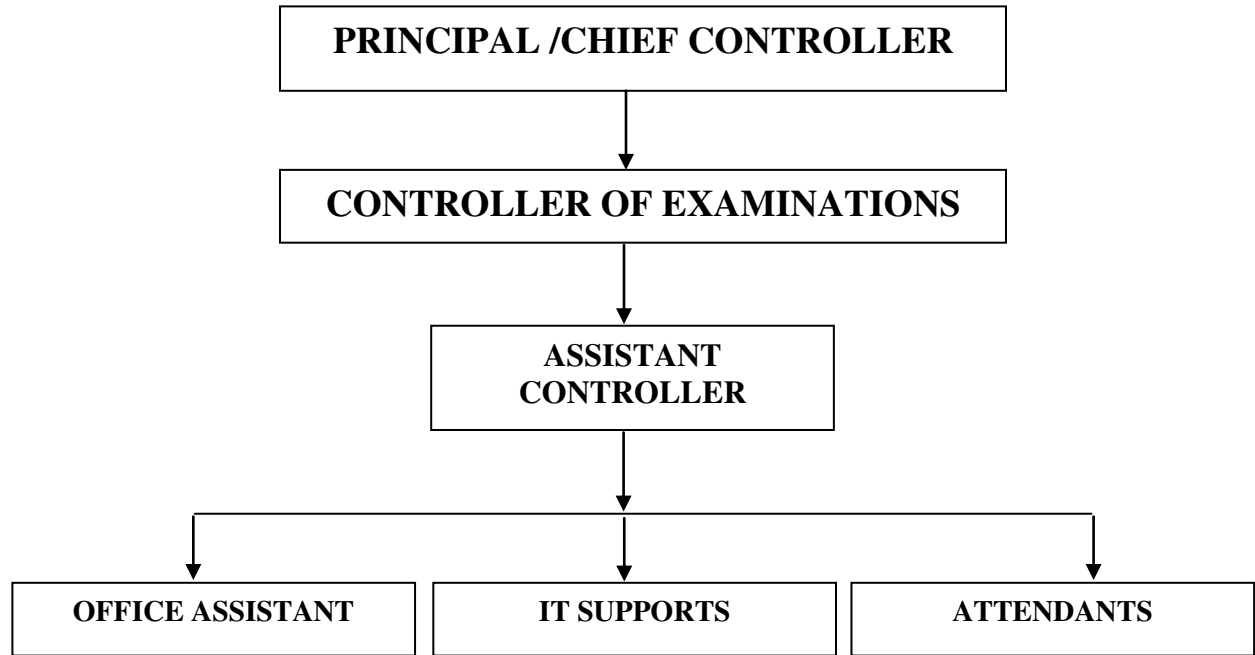 PRINCIPAL /CHIEF CONTROLLER
CONTROLLER OF EXAMINATIONS
ASSISTANT
CONTROLLER
OFFICE ASSISTANT
IT SUPPORTS
ATTENDANTS